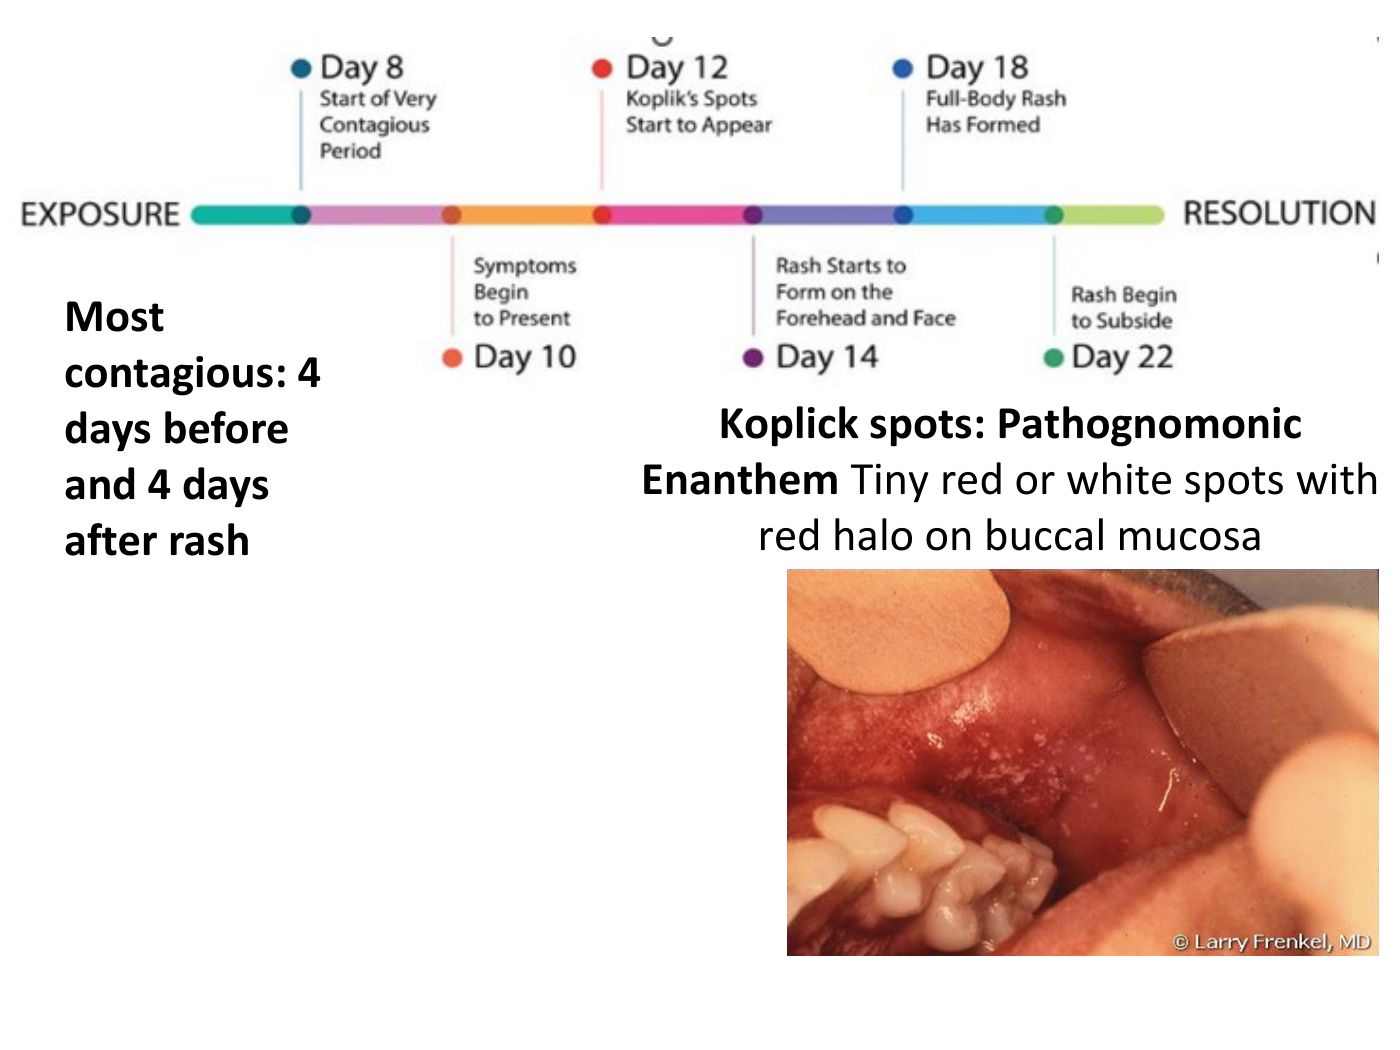 Day 8
Start of Very
Contagious
Period
Day 12
Koplik's Spots
Start to Appear
Day 18
Full-Body Rash
Has Formed
EXPOSURE
RESOLUTION
Symptoms
Begin
to Present
Day 10
Rash Starts to
Form on the
Forehead and Face
Day 14
Rash Begin
to Subside
Day 22
Most
contagious: 4
days before
and 4 days
after rash
Koplick spots: Pathognomonic
Enanthem Tiny red or white spots with
red halo on buccal mucosa
© Larry Frenkel, MD